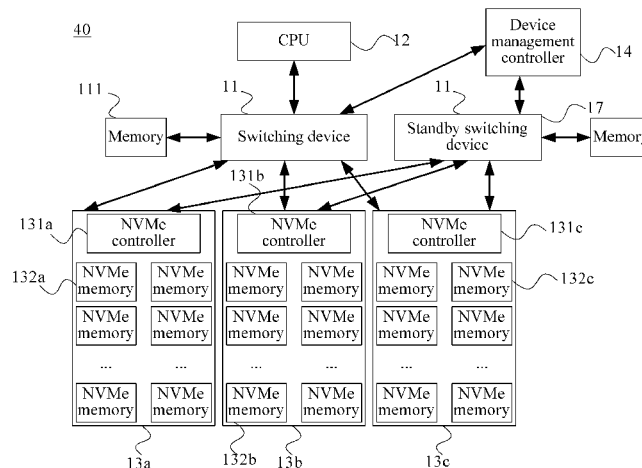 40
CPU
12
Device
management
controller
14
111
11
11
17
Memory
Switching device
Standby switching
device
Memory
131a
131b
131c
NVMe
controller
NVMe
controller
NVMe
controller
132a
132c
NVMe
memory
NVMe
memory
NVMe
memory
NVMe
memory
NVMe
memory
NVMe
memory
NVMe
memory
NVMe
memory
NVMe
memory
NVMe
memory
NVMe
memory
NVMe
memory
...
...
...
...
...
...
NVMe
memory
NVMe
memory
NVMe
memory
NVMe
memory
NVMe
memory
NVMe
memory
13a
132b
13b
13c